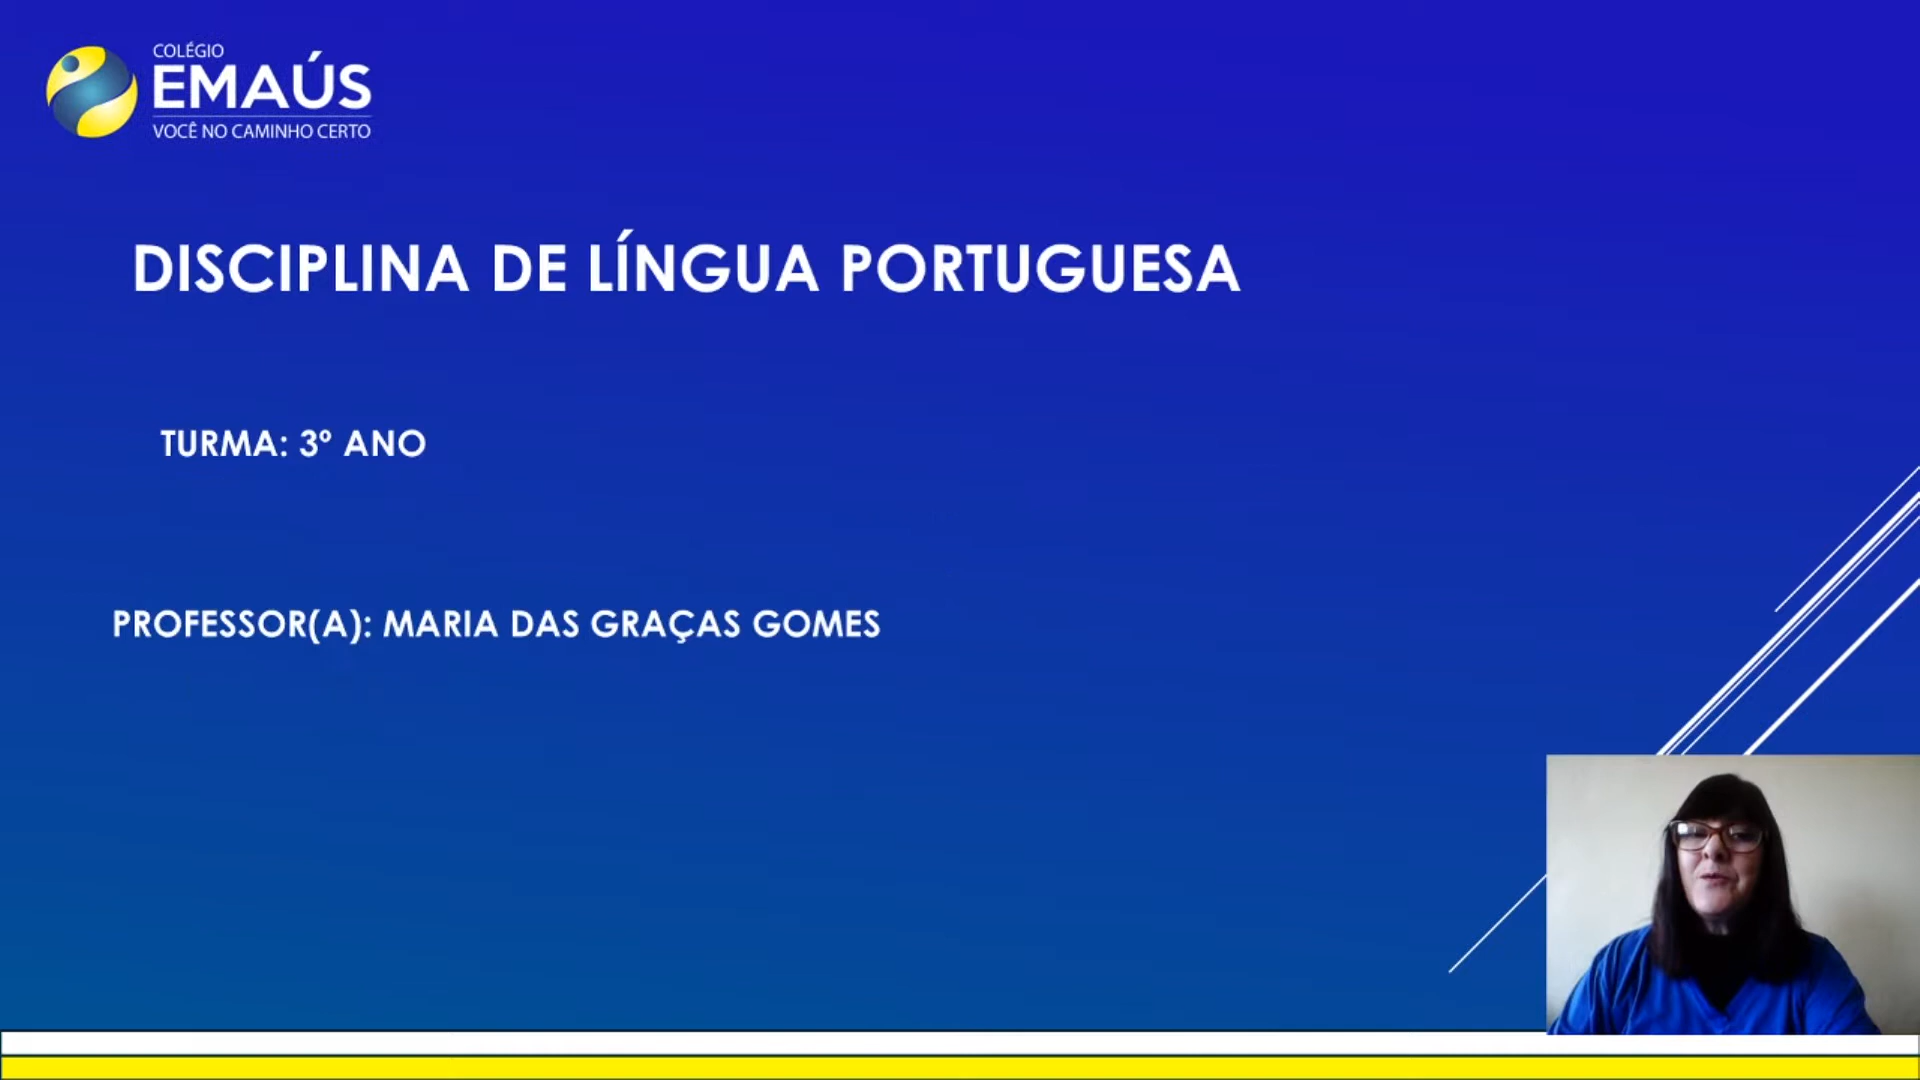 COLÉGIO
EMAÚS
VOCÊ NO CAMINHO CERTO
DISCIPLINA DE LÍNGUA PORTUGUESA
TURMA: 3º ANO
PROFESSOR(A): MARIA DAS GRAÇAS GOMES